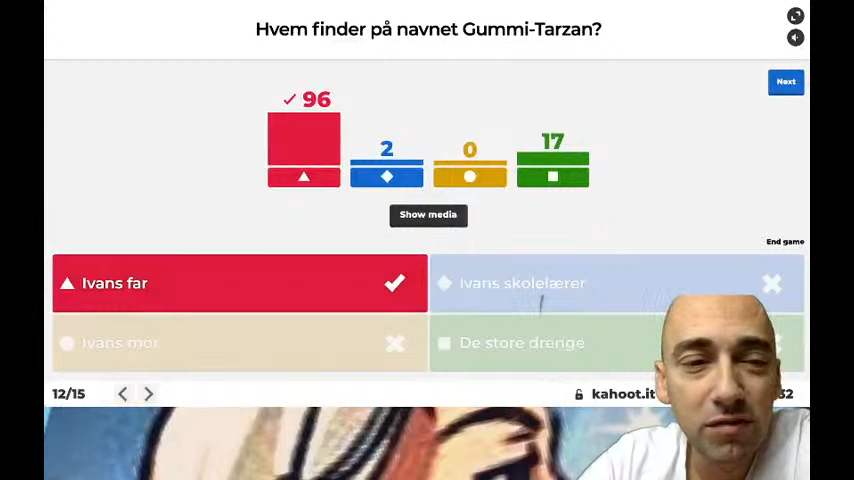 Hvem finder på navnet Gummi-Tarzan?
Next
96
2
0
17
Show media
End game
Ivans far
Ivans skolelærer
Ivans mor
De store drenge
12/15
kahoot.it